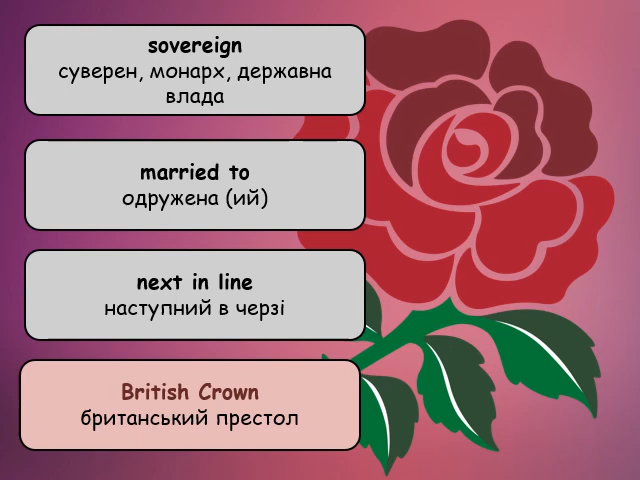 sovereign
суверен, монарх, державна
влада
married to
одружена (ий)
next in line
наступний в черзі
British Crown
британський престол